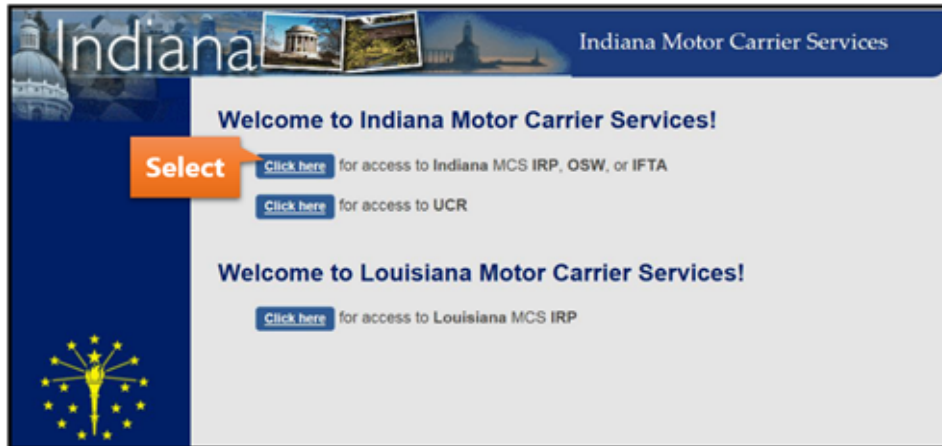 Indiana
Indiana Motor Carrier Services
Welcome to Indiana Motor Carrier Services!
Select
Click here for access to Indiana MCS IRP, OSW, or IFTA
Click here for access to UCR
Welcome to Louisiana Motor Carrier Services!
Click here for access to Louisiana MCS IRP